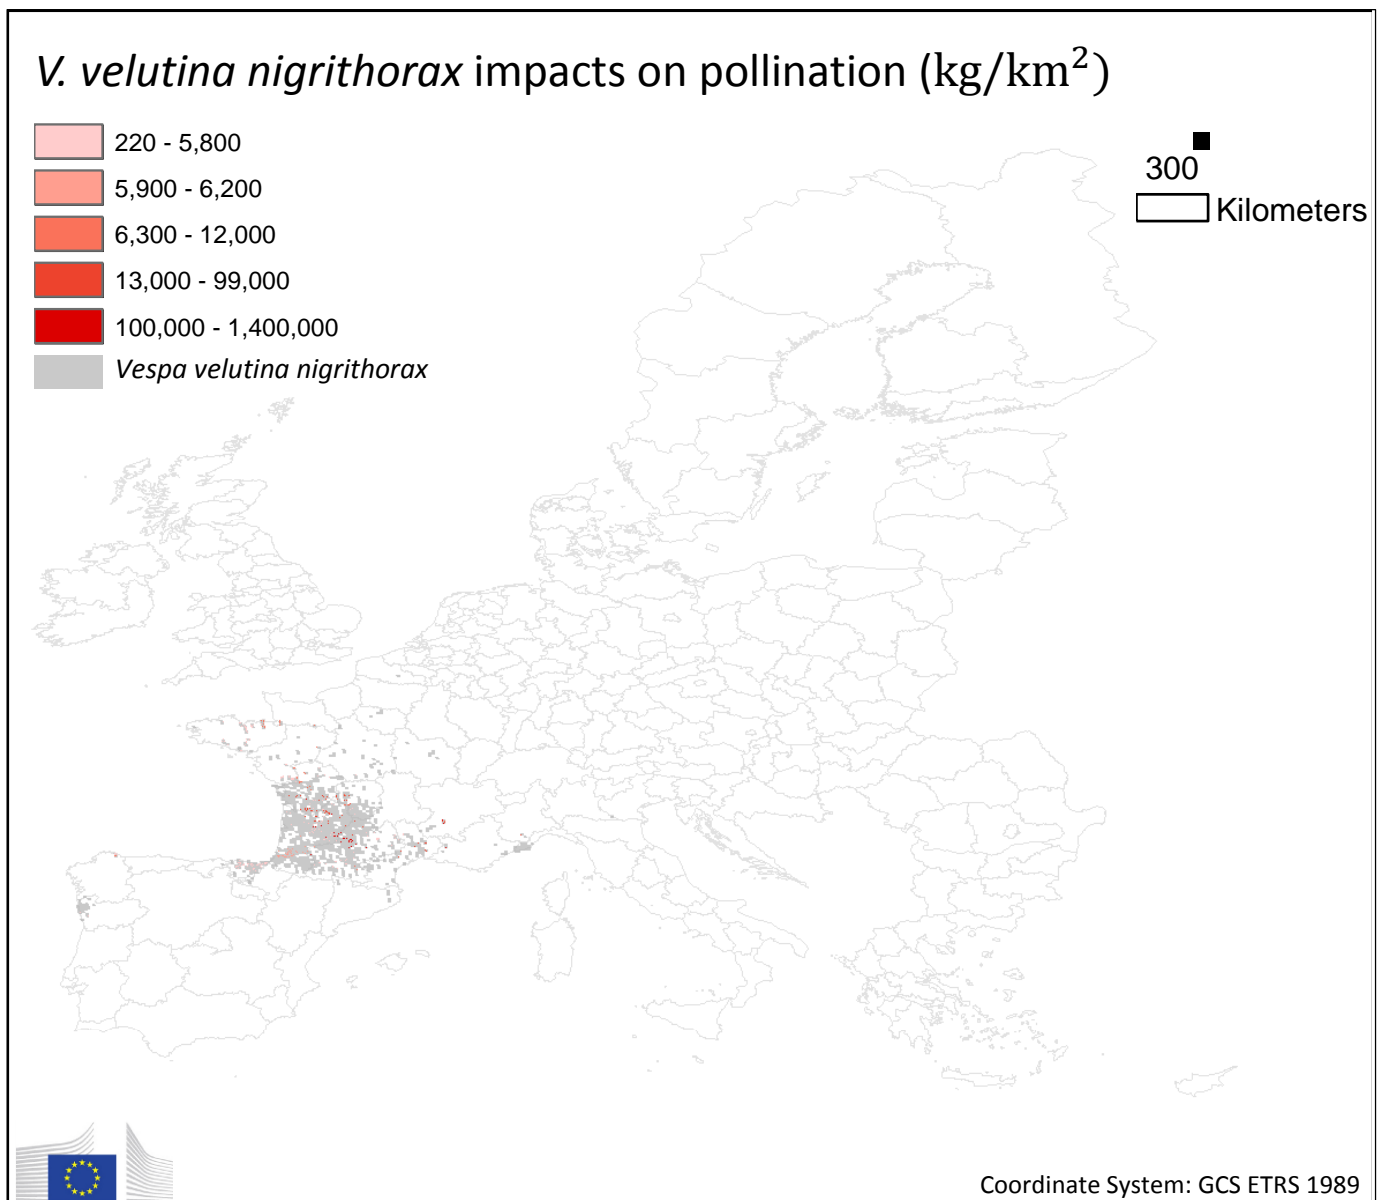 V. velutina nigrithorax impacts on pollination (kg/km²)
220 - 5,800
5,900 - 6,200
6,300 - 12,000
13,000 - 99,000
100,000 - 1,400,000
Vespa velutina nigrithorax
300
Kilometers
Coordinate System: GCS ETRS 1989